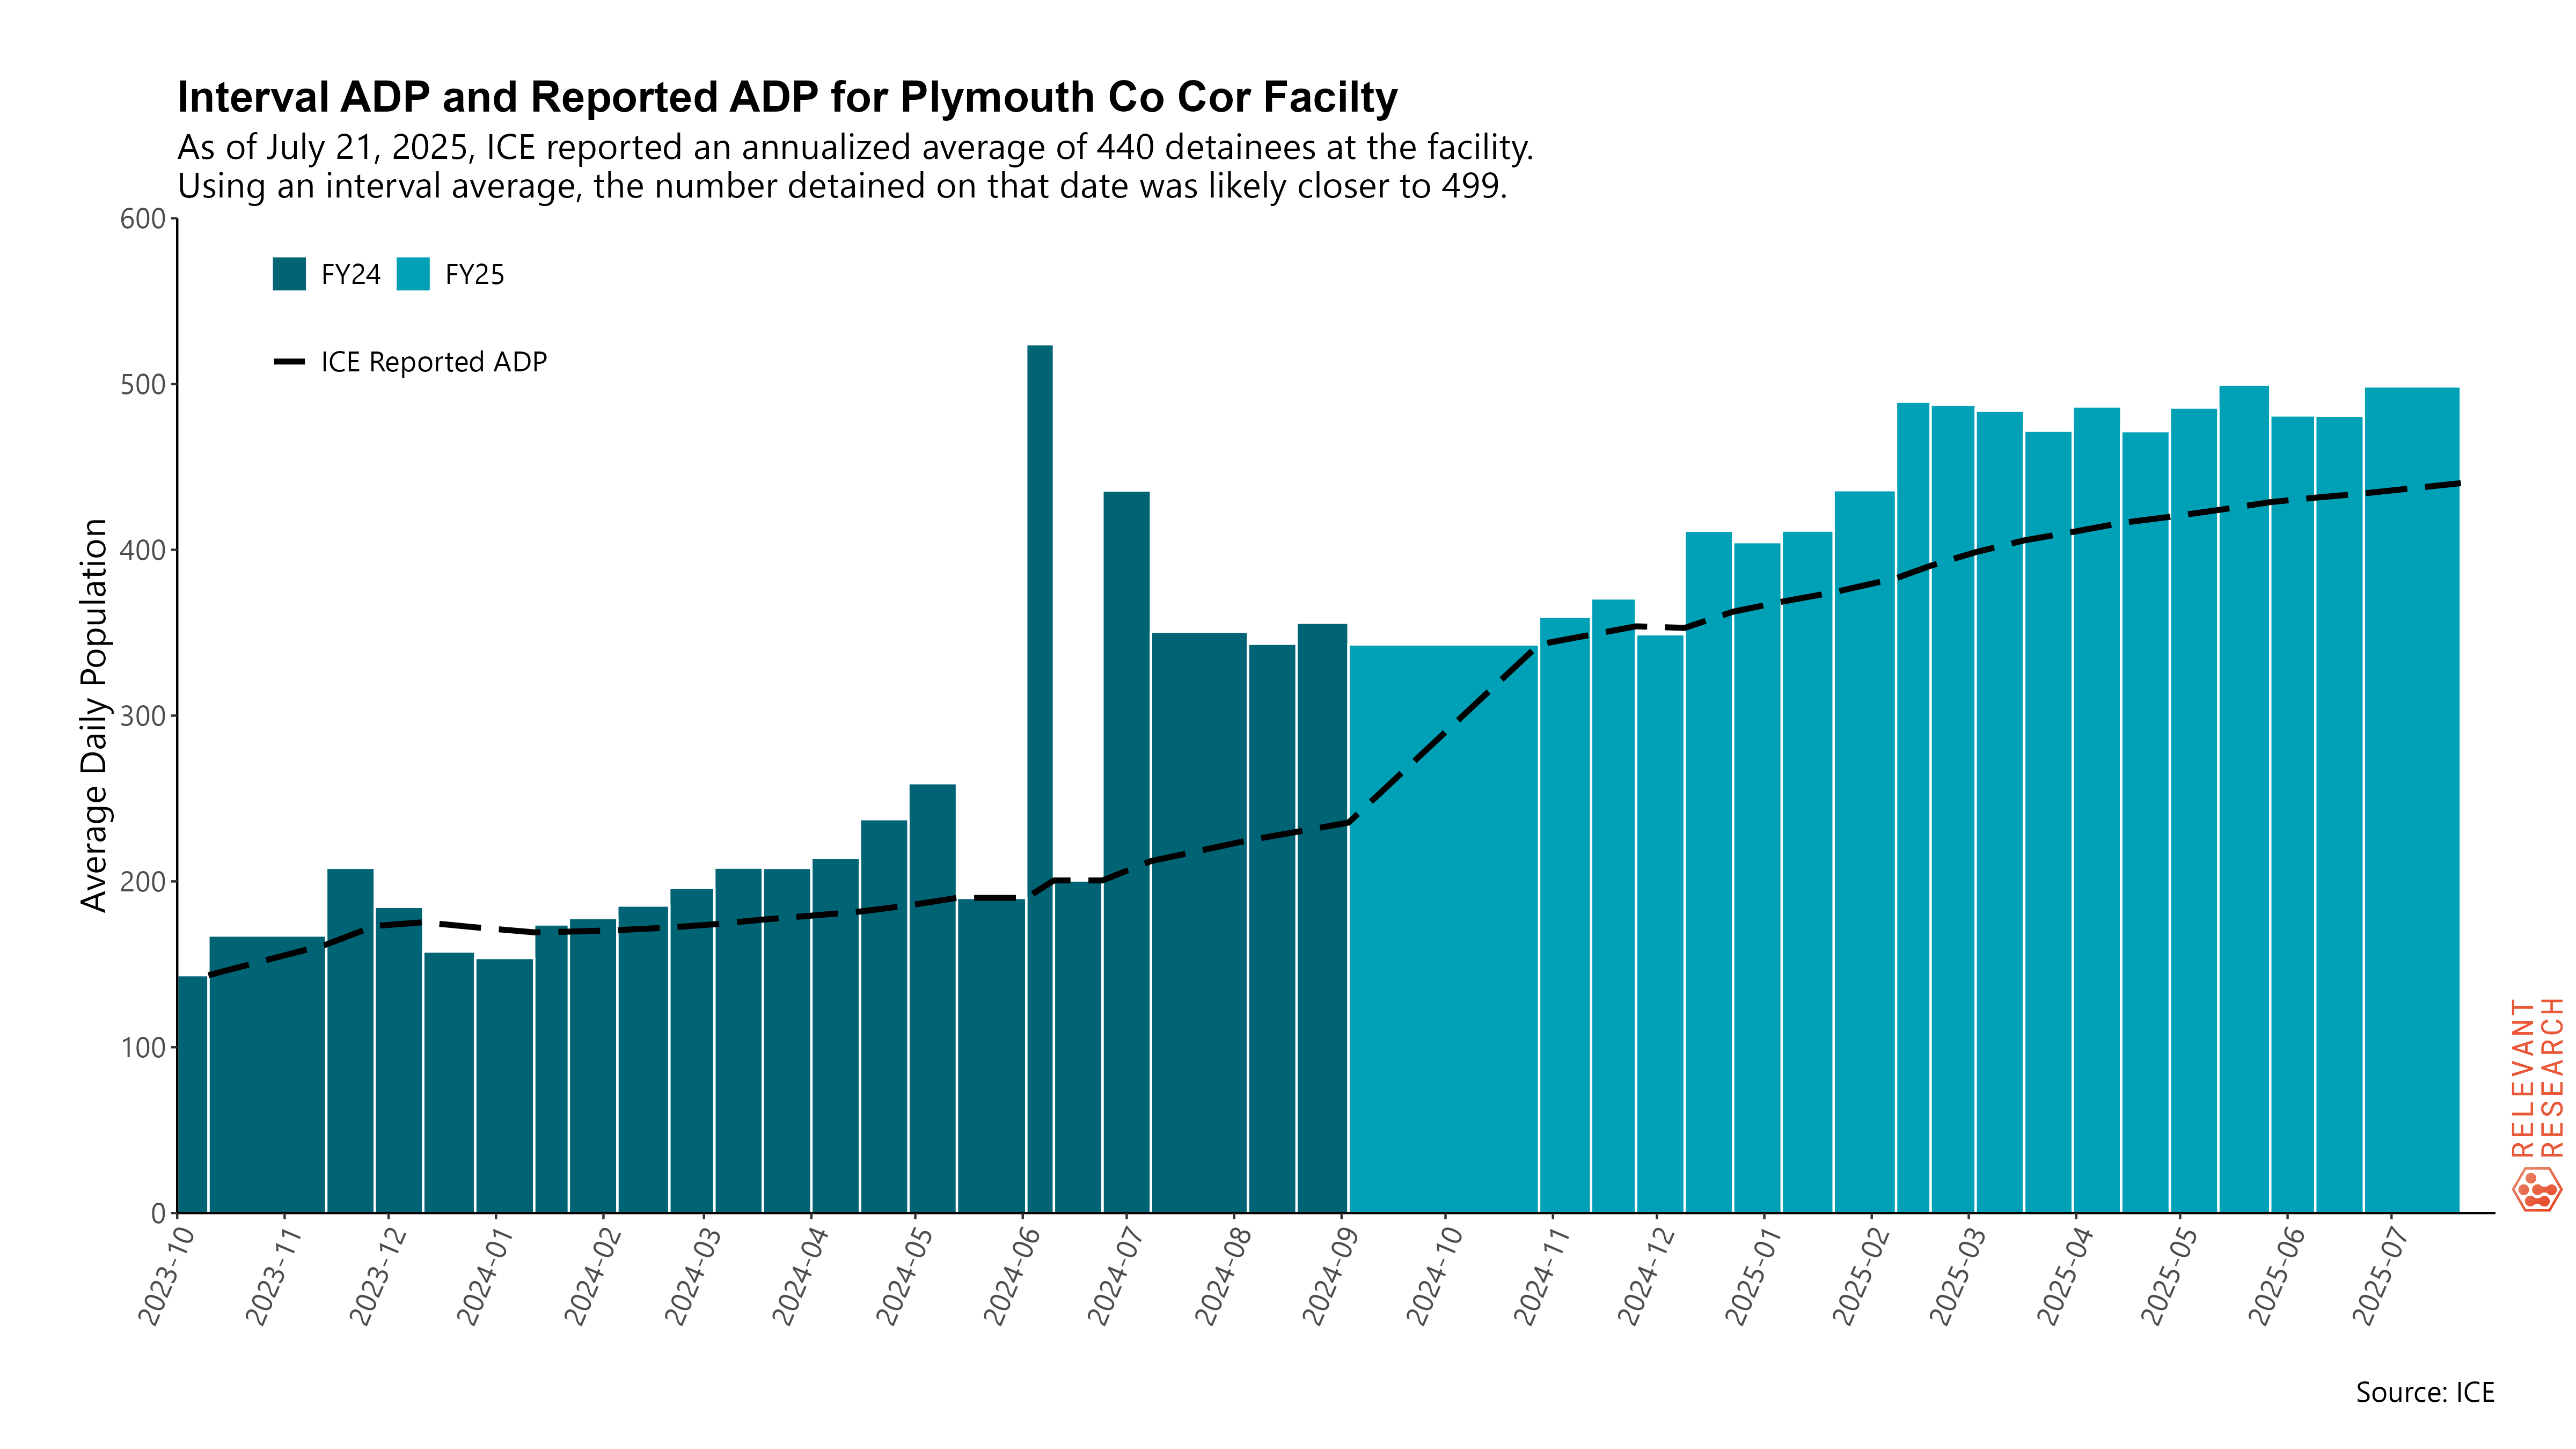 Interval ADP and Reported ADP for Plymouth Co Cor Facilty
As of July 21, 2025, ICE reported an annualized average of 440 detainees at the facility.
Using an interval average, the number detained on that date was likely closer to 499.
600
500
400
300
200
100
0
Average Daily Population
FY24
FY25
ICE Reported ADP
2023-10
2023-11
2023-12
2024-01
2024-02
2024-03
2024-04
2024-05
2024-06
2024-07
2024-08
2024-09
2024-10
2024-11
2024-12
2025-01
2025-02
2025-03
2025-04
2025-05
2025-06
2025-07
RELEVANT
RESEARCH
Source: ICE